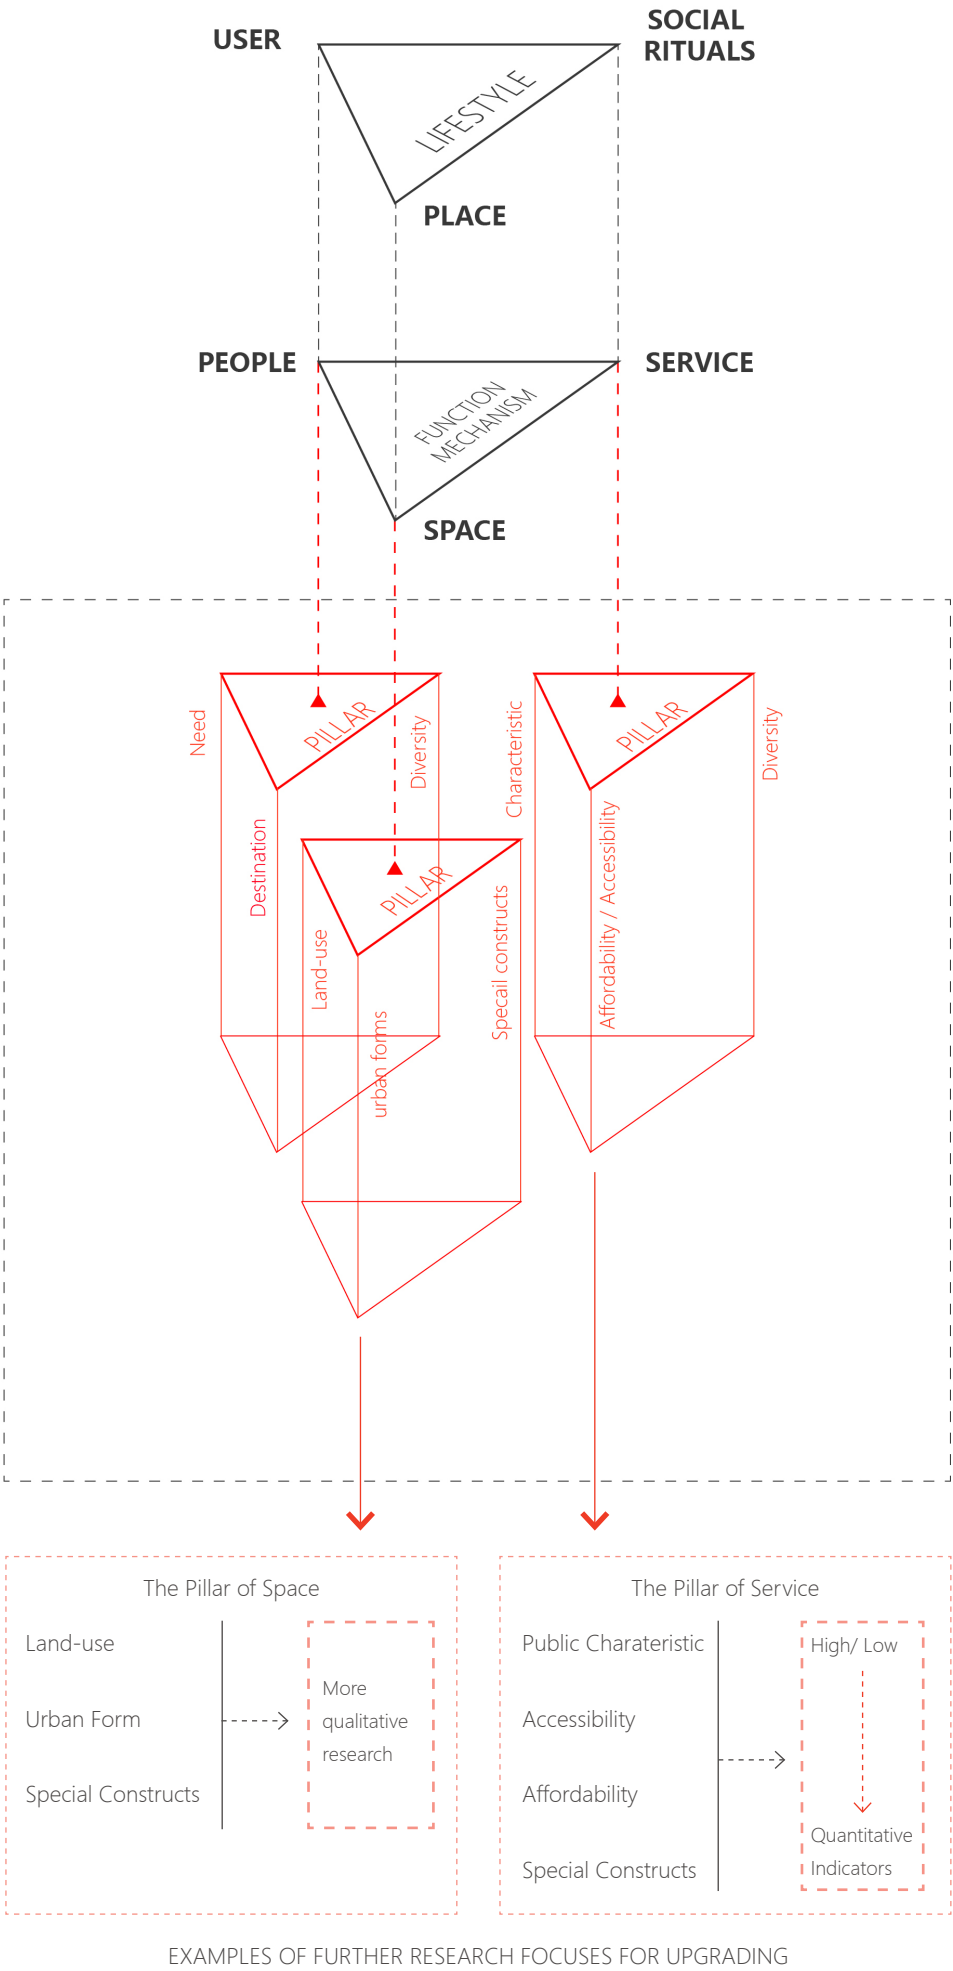 USER
SOCIAL
RITUALS
LIFESTYLE
PLACE
PEOPLE
SERVICE
FUNCTION
MECHANISM
SPACE
Need
PILLAR
Diversity
Destination
Characteristic
PILLAR
Diversity
Affordability / Accessibility
PILLAR
Land-use
urban forms
Specail constructs
The Pillar of Space
Land-use
Urban Form
Special Constructs
More
qualitative
research
The Pillar of Service
Public Charateristic
Accessibility
Affordability
Special Constructs
High/ Low
Quantitative
Indicators
EXAMPLES OF FURTHER RESEARCH FOCUSES FOR UPGRADING